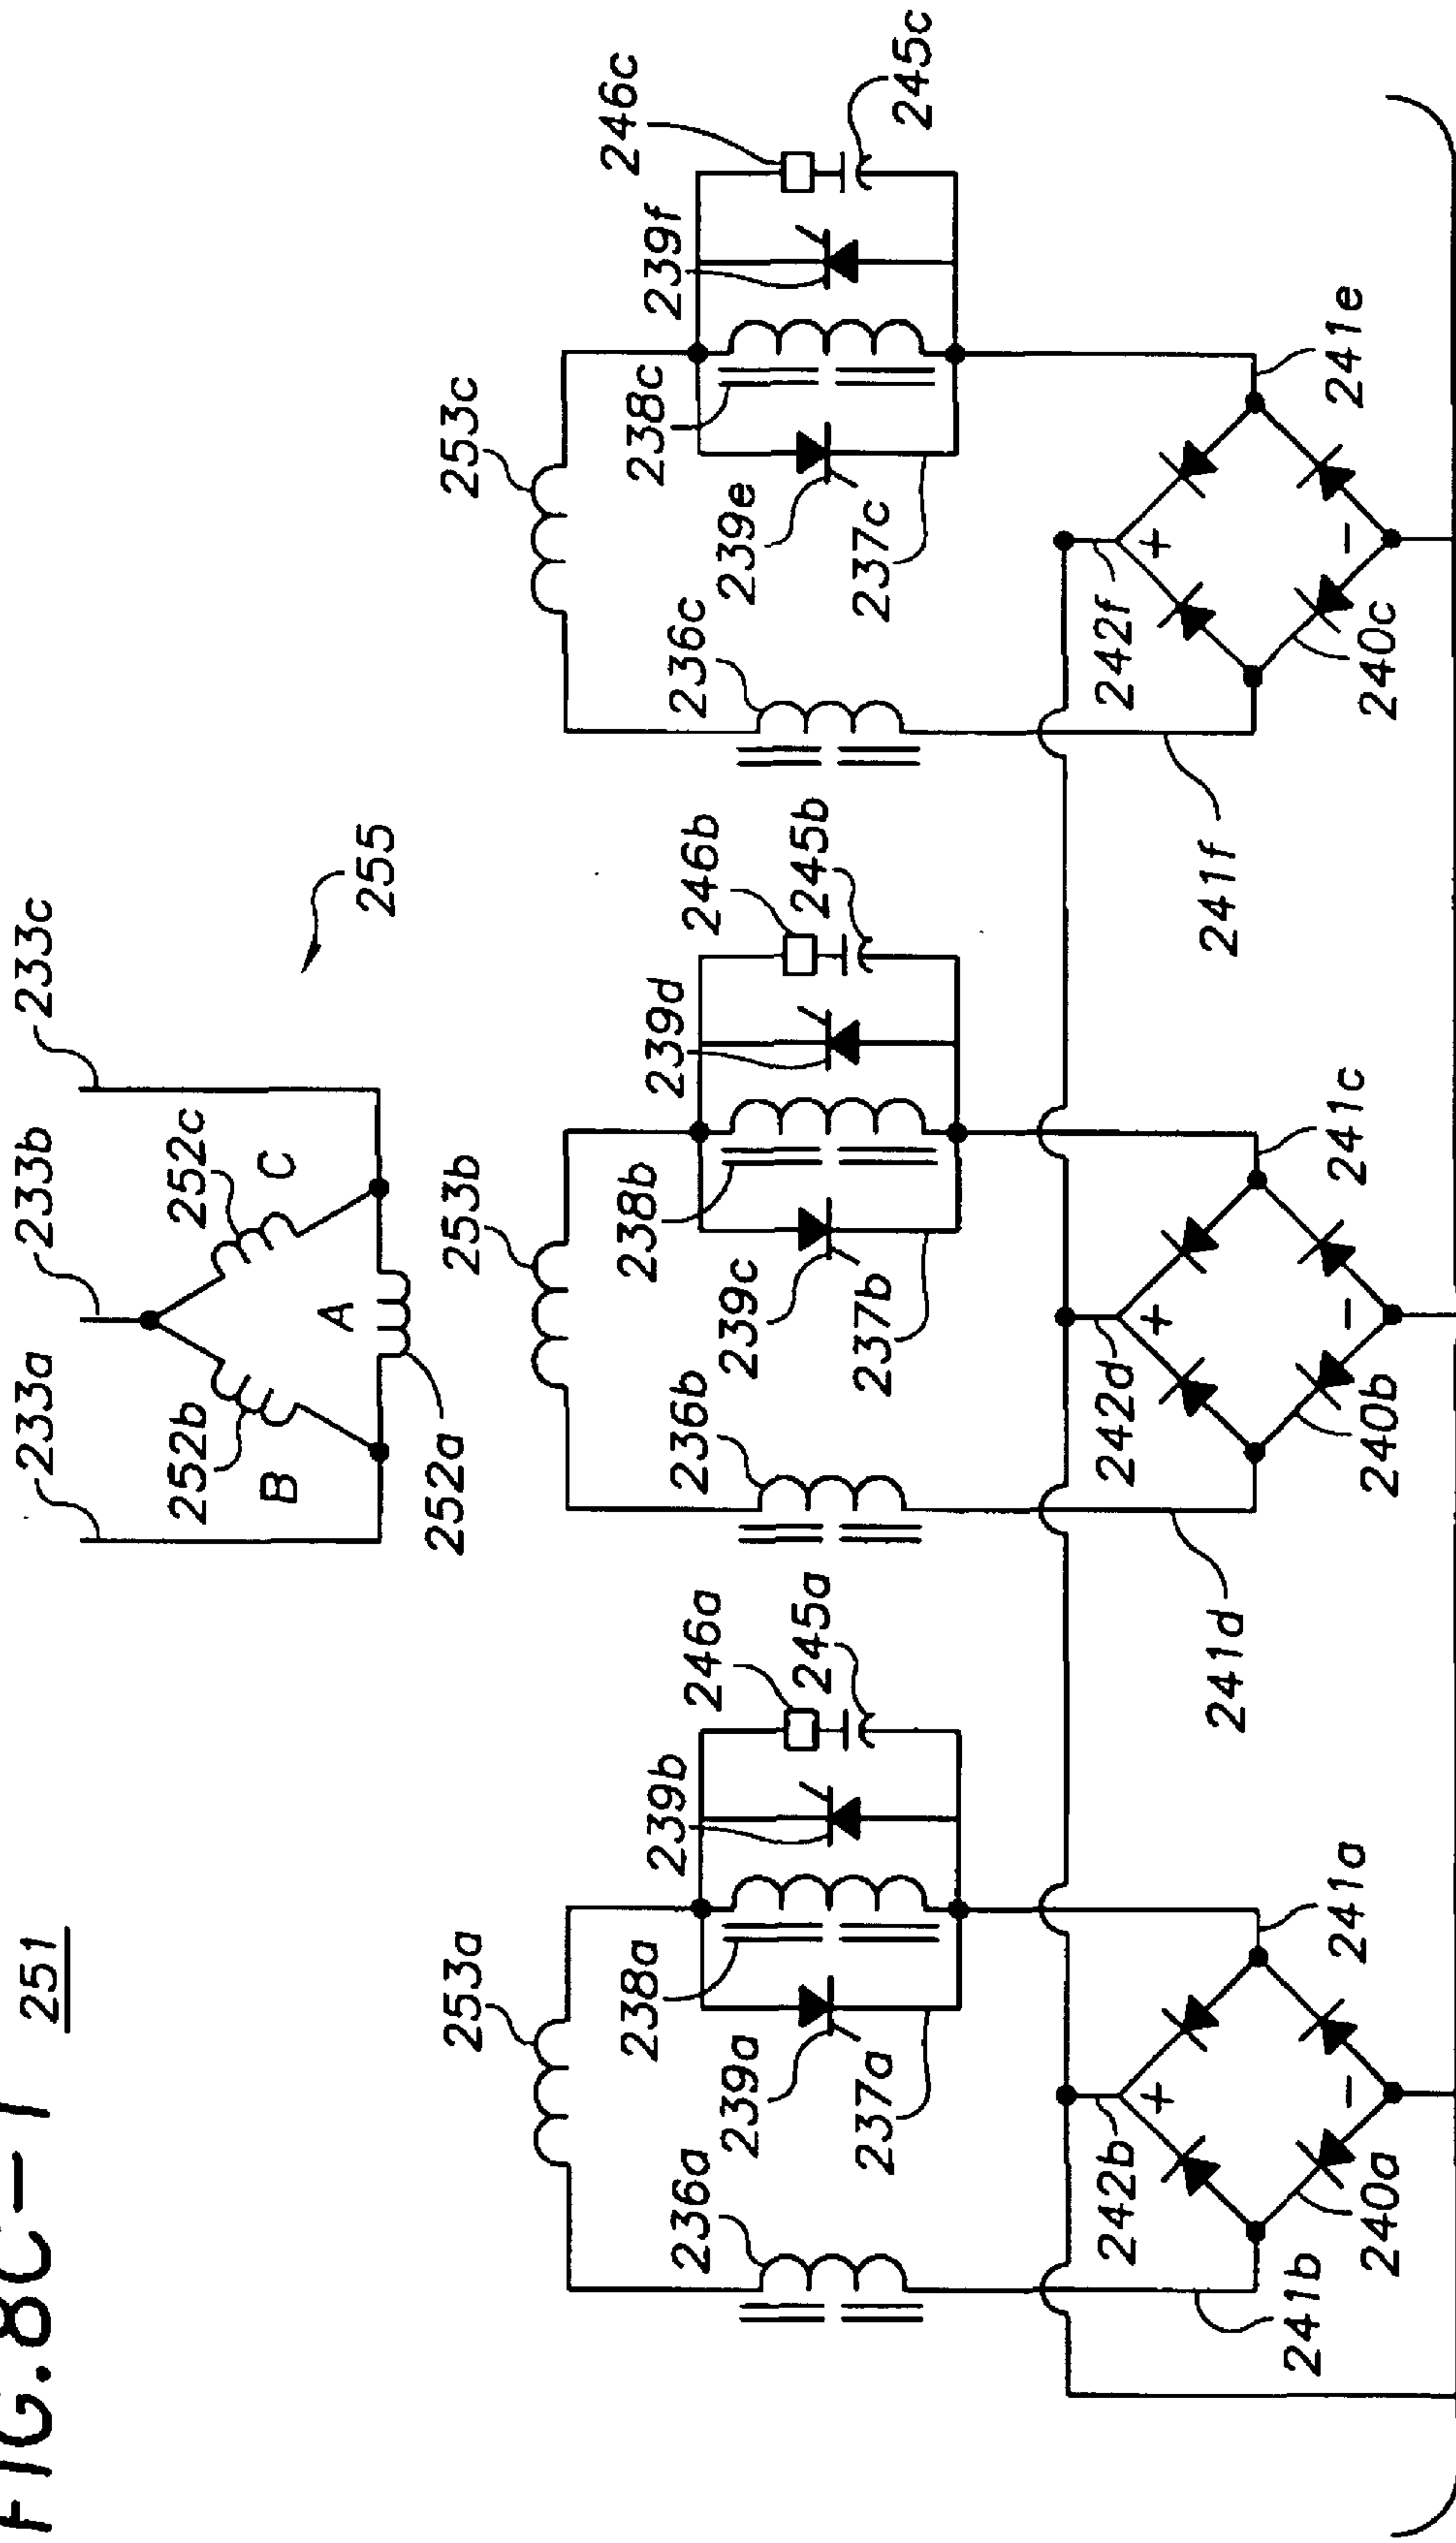 FIG.8C-1
251
233a
233b
233c
252b
252c
B
A
C
252a
255
253a
253b
253c
236a
238a
239a
239b
246a
245a
237a
236b
238b
239c
239d
246b
245b
237b
236c
238c
239e
239f
246c
245c
237c
241b
242b
+
−
240a
241a
241d
242d
+
−
240b
241c
241f
242f
+
−
240c
241e